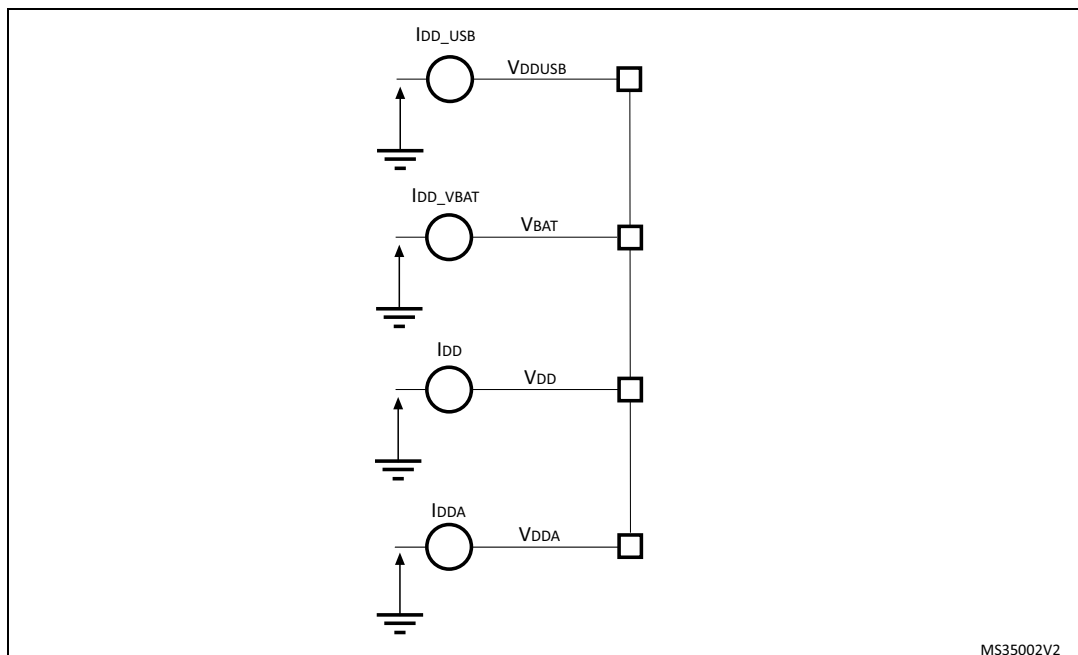 IDD_USB
VDDUSB
IDD_VBAT
VBAT
IDD
VDD
IDDA
VDDA
MS35002V2